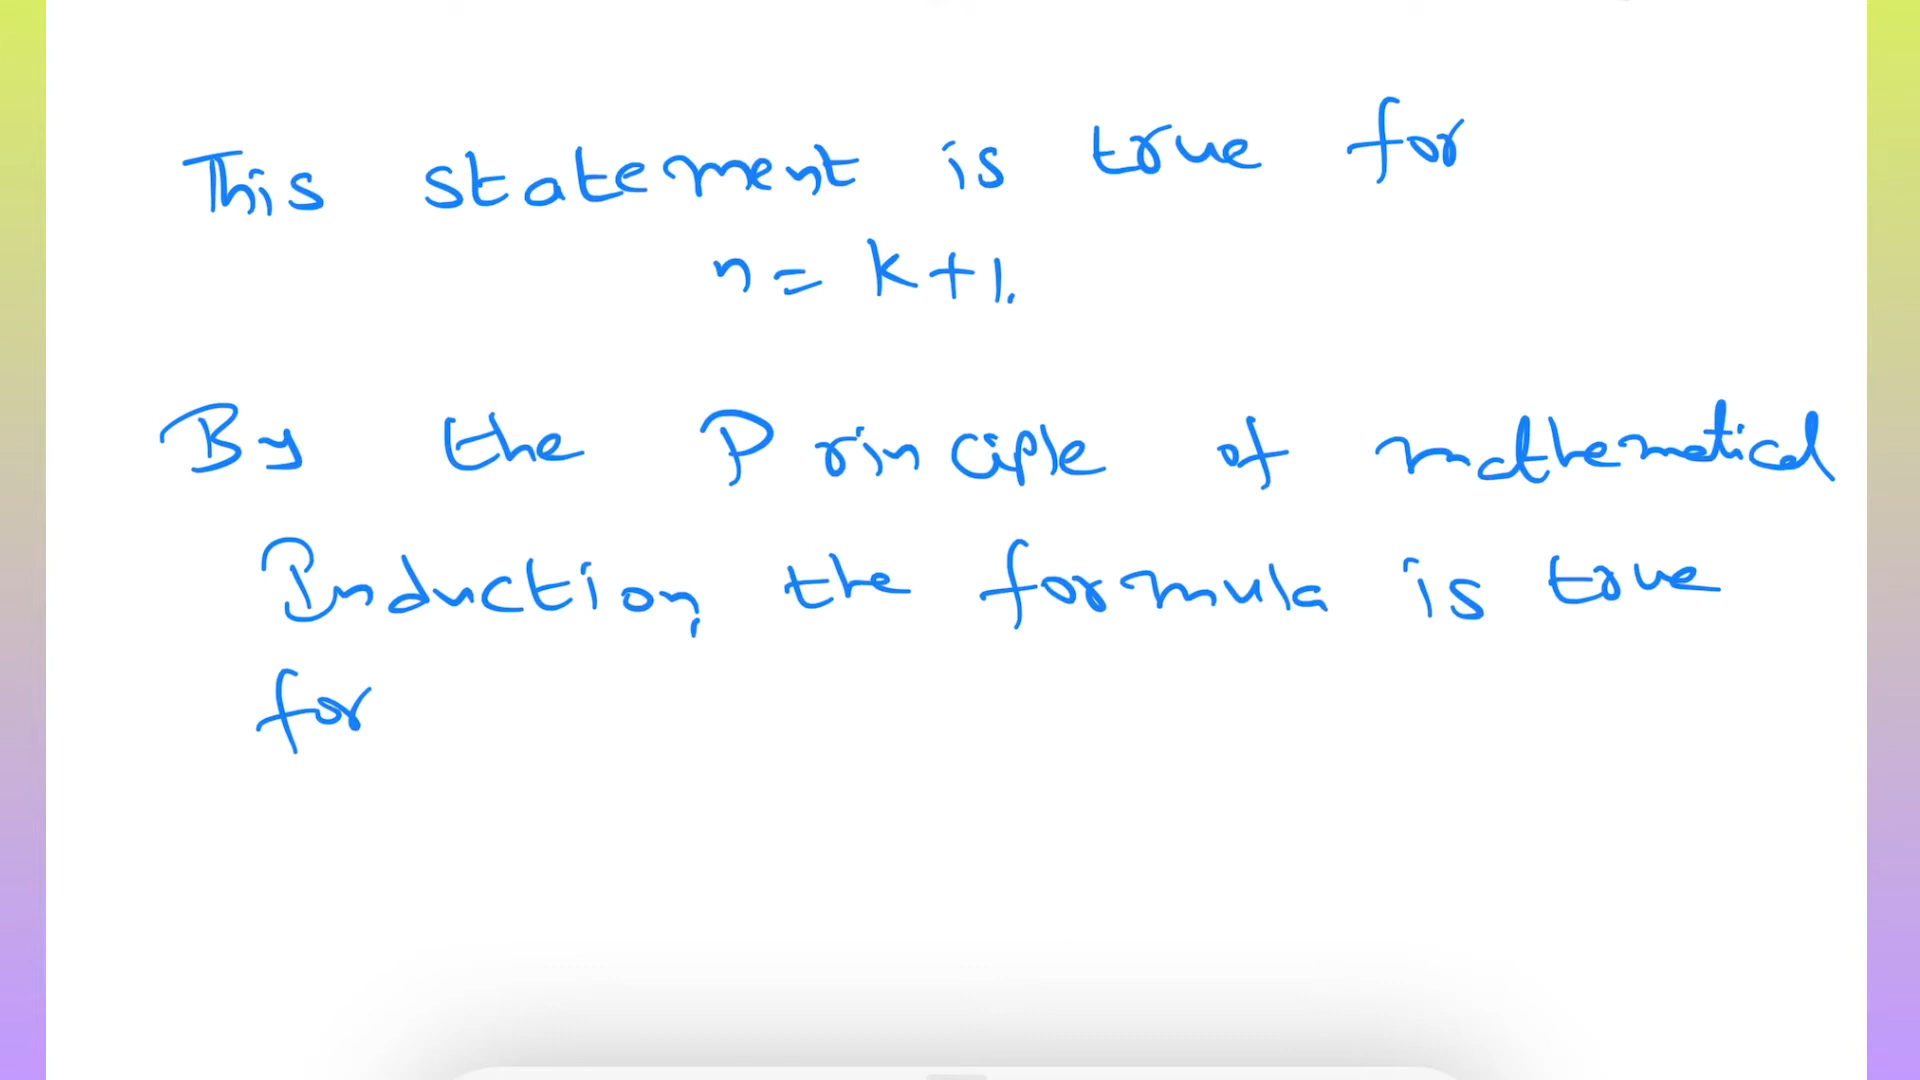 This statement is true for
n = k+1.
By the Principle of mathematical
Induction, the formula is true
for